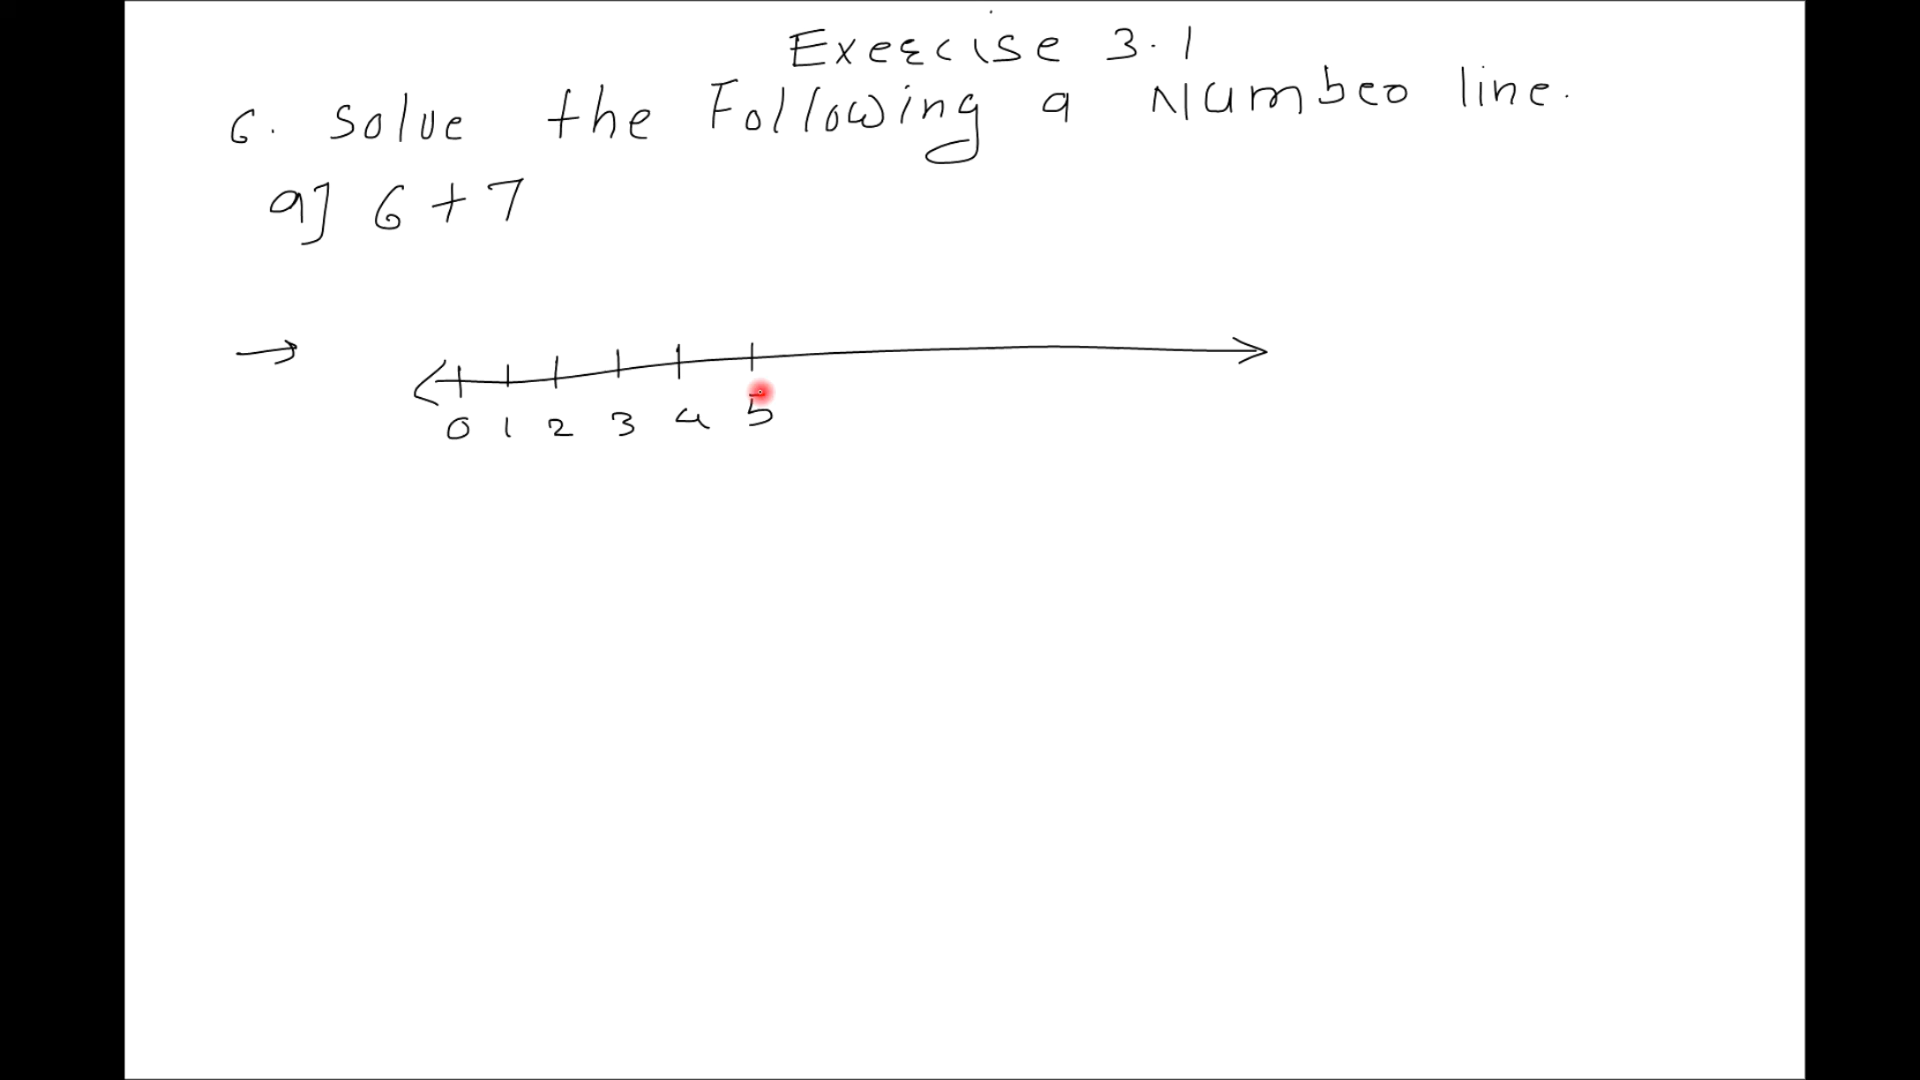 Exercise 3.1
6. Solve the Following a Number line.
a] 6 + 7
0 1 2 3 4 5